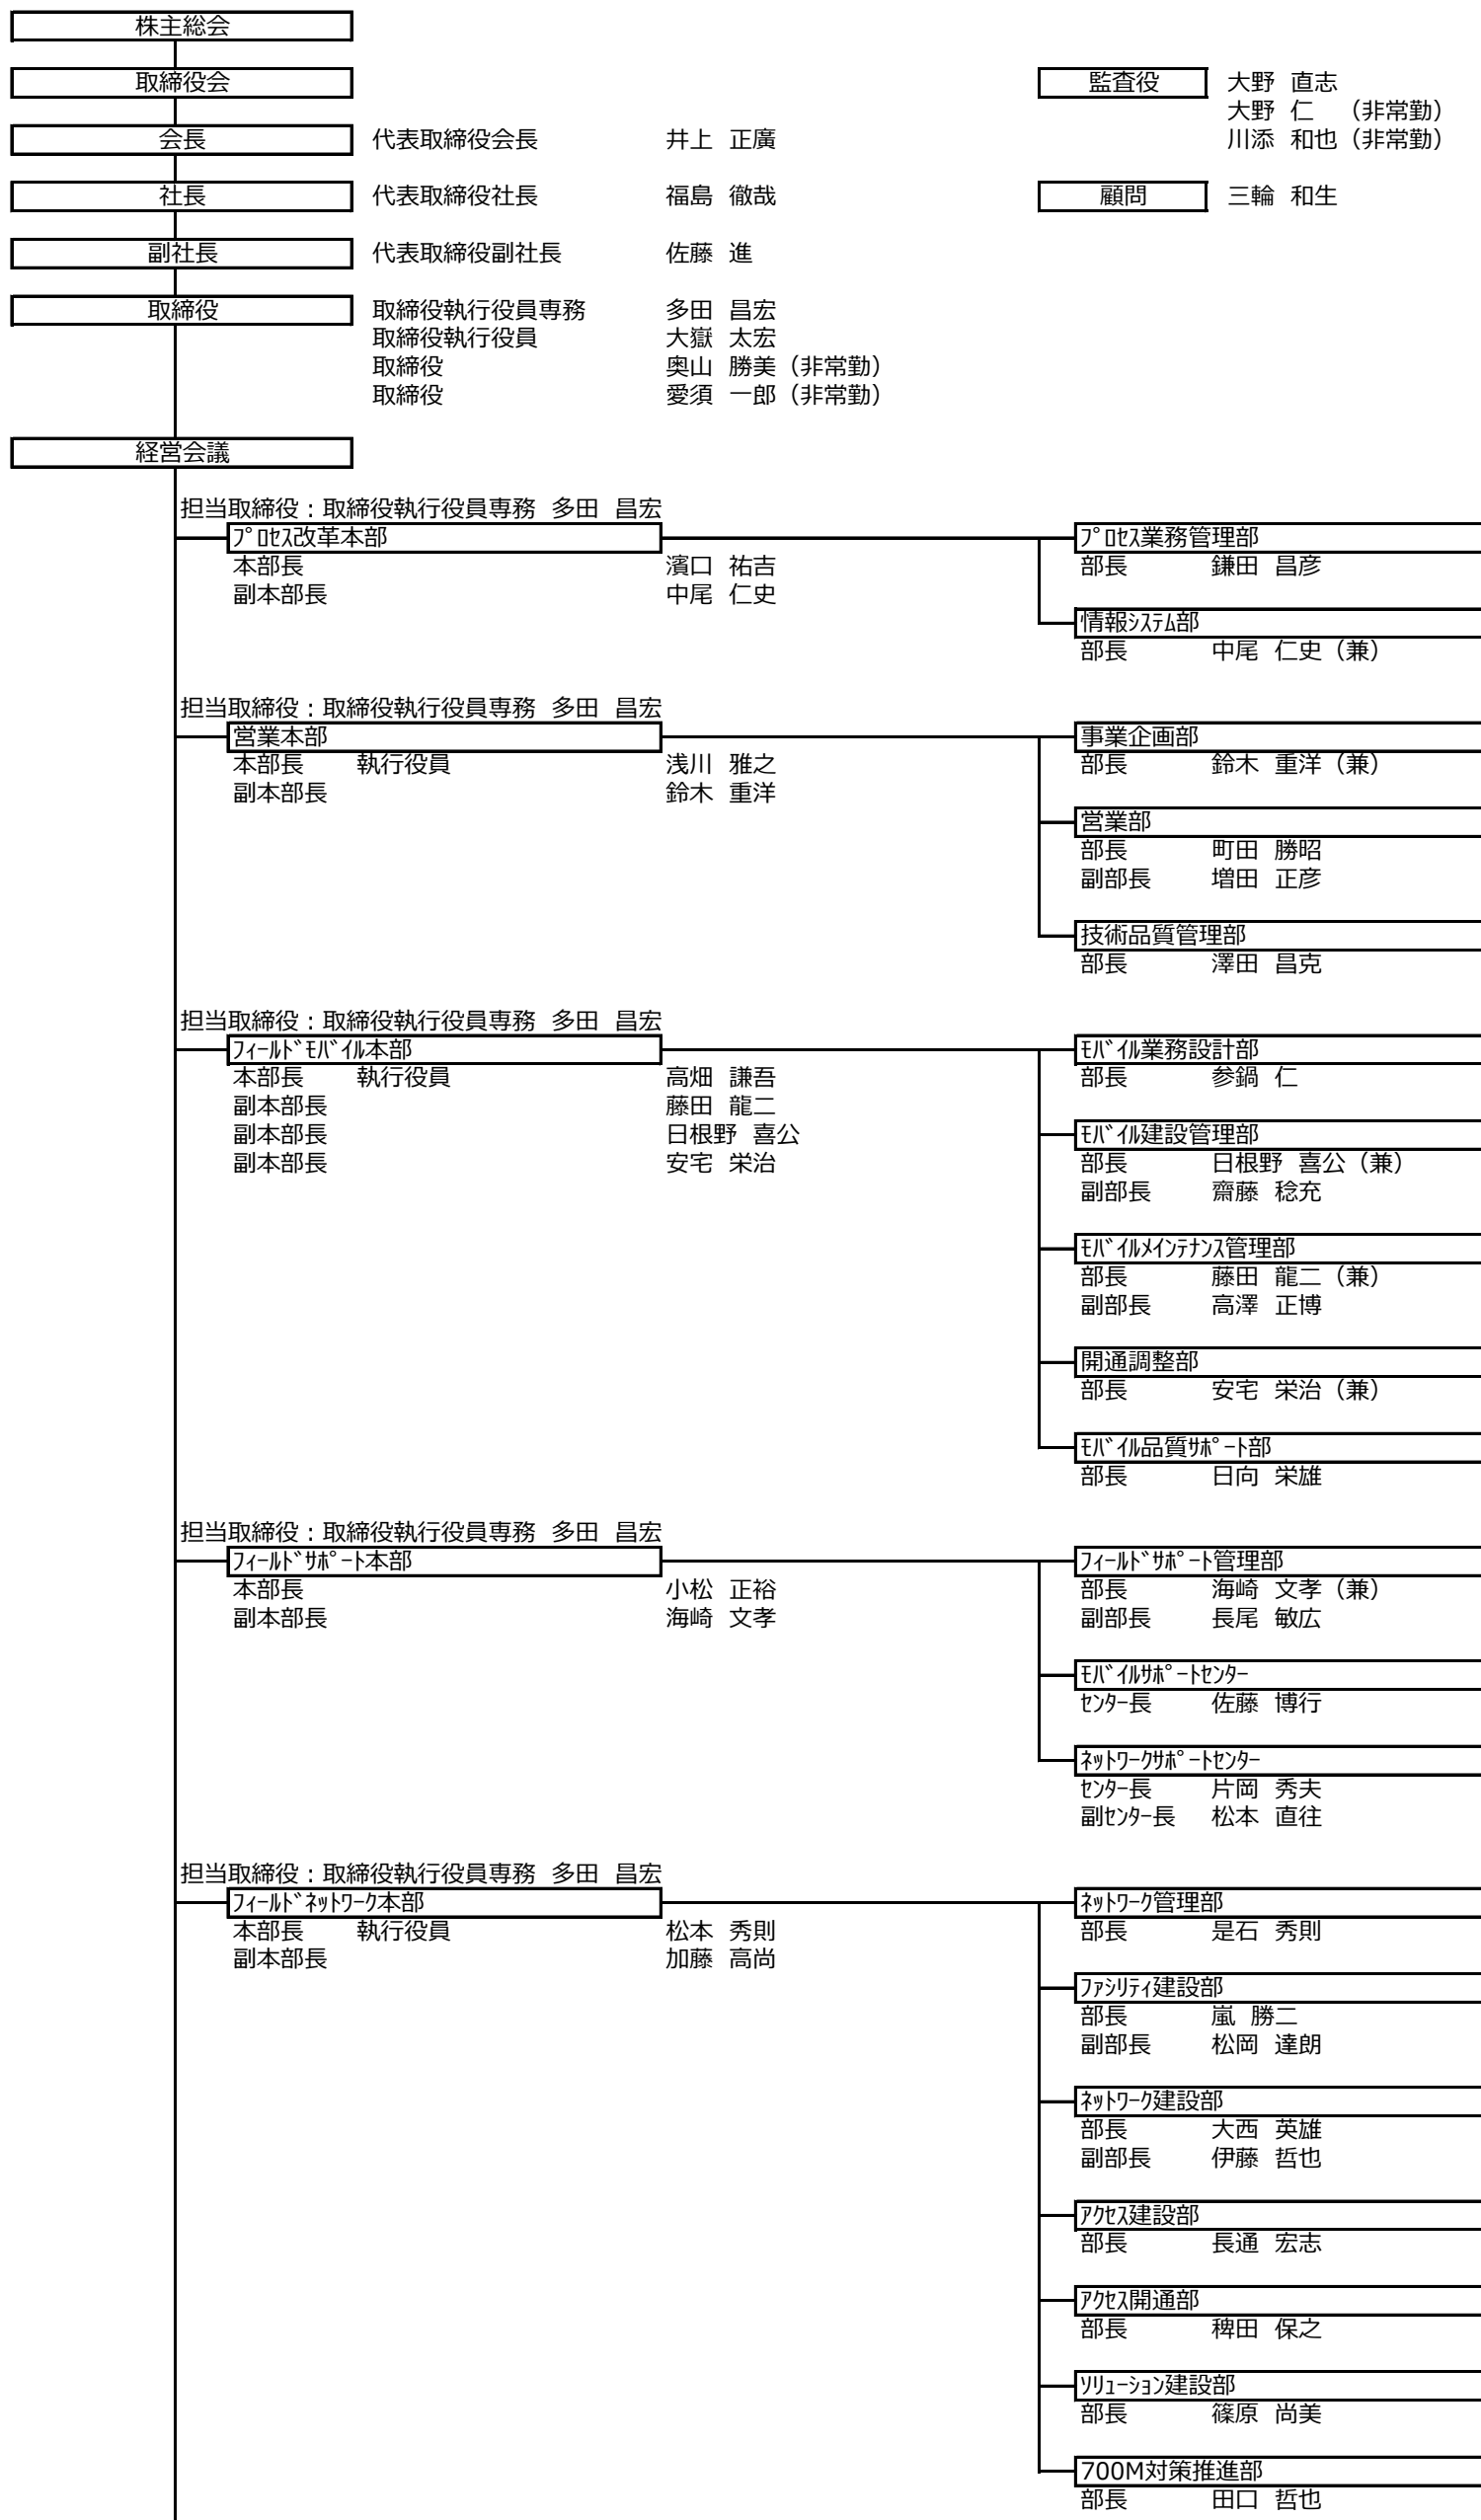 株主総会
取締役会
監査役 大野 直志
大野 仁 （非常勤）
会長 代表取締役会長 井上 正廣
川添 和也（非常勤）
社長 代表取締役社長 福島 徹哉
顧問 三輪 和生
副社長 代表取締役副社長 佐藤 進
取締役 取締役執行役員専務 多田 昌宏
取締役執行役員 大嶽 太宏
取締役 奥山 勝美（非常勤）
取締役 愛須 一郎（非常勤）
経営会議
担当取締役：取締役執行役員専務 多田 昌宏
ﾌﾟﾛｾｽ改革本部
本部長 濱口 祐吉
副本部長 中尾 仁史
ﾌﾟﾛｾｽ業務管理部
部長 鎌田 昌彦
情報ｼｽﾃﾑ部
部長 中尾 仁史（兼）
担当取締役：取締役執行役員専務 多田 昌宏
営業本部
本部長 執行役員 浅川 雅之
副本部長 鈴木 重洋
事業企画部
部長 鈴木 重洋（兼）
営業部
部長 町田 勝昭
副部長 増田 正彦
技術品質管理部
部長 澤田 昌克
担当取締役：取締役執行役員専務 多田 昌宏
ﾌｨｰﾙﾄﾞﾓﾊﾞｲﾙ本部
本部長 執行役員 高畑 謙吾
副本部長 藤田 龍二
副本部長 日根野 喜公
副本部長 安宅 栄治
ﾓﾊﾞｲﾙ業務設計部
部長 参鍋 仁
ﾓﾊﾞｲﾙ建設管理部
部長 日根野 喜公（兼）
副部長 齋藤 稔充
ﾓﾊﾞｲﾙﾒｲﾝﾃﾅﾝｽ管理部
部長 藤田 龍二（兼）
副部長 高澤 正博
開通調整部
部長 安宅 栄治（兼）
ﾓﾊﾞｲﾙ品質ｻﾎﾟｰﾄ部
部長 日向 栄雄
担当取締役：取締役執行役員専務 多田 昌宏
ﾌｨｰﾙﾄﾞｻﾎﾟｰﾄ本部
本部長 小松 正裕
副本部長 海崎 文孝
ﾌｨｰﾙﾄﾞｻﾎﾟｰﾄ管理部
部長 海崎 文孝（兼）
副部長 長尾 敏広
ﾓﾊﾞｲﾙｻﾎﾟｰﾄｾﾝﾀｰ
ｾﾝﾀｰ長 佐藤 博行
ﾈｯﾄﾜｰｸｻﾎﾟｰﾄｾﾝﾀｰ
ｾﾝﾀｰ長 片岡 秀夫
副ｾﾝﾀｰ長 松本 直往
担当取締役：取締役執行役員専務 多田 昌宏
ﾌｨｰﾙﾄﾞﾈｯﾄﾜｰｸ本部
本部長 執行役員 松本 秀則
副本部長 加藤 高尚
ﾈｯﾄﾜｰｸ管理部
部長 是石 秀則
ﾌｧｼﾘﾃｨ建設部
部長 嵐 勝二
副部長 松岡 達朗
ﾈｯﾄﾜｰｸ建設部
部長 大西 英雄
副部長 伊藤 哲也
ｱｸｾｽ建設部
部長 長通 宏志
ｱｸｾｽ開通部
部長 稗田 保之
ｿﾘｭｰｼｮﾝ建設部
部長 篠原 尚美
700M対策推進部
部長 田口 哲也